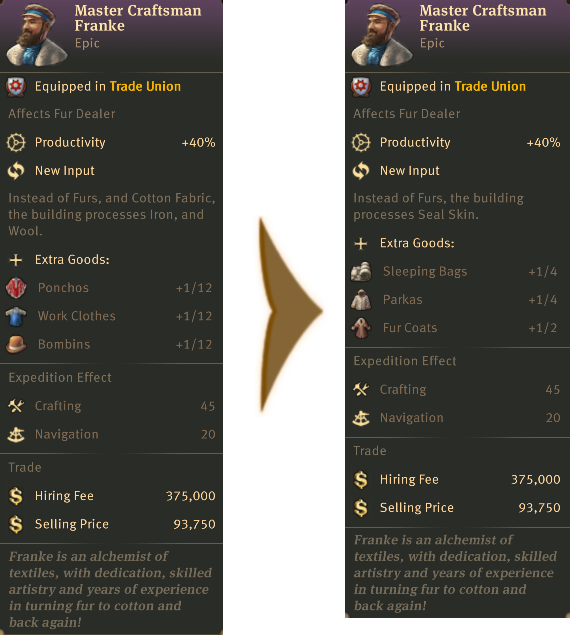 Master Craftsman
Franke
Epic
Equipped in Trade Union
Affects Fur Dealer
Productivity +40%
New Input
Instead of Furs, and Cotton Fabric,
the building processes Iron, and
Wool.
Extra Goods:
Ponchos +1/12
Work Clothes +1/12
Bombins +1/12
Expedition Effect
Crafting 45
Navigation 20
Trade
Hiring Fee 375,000
Selling Price 93,750
Franke is an alchemist of
textiles, with dedication, skilled
artistry and years of experience
in turning fur to cotton and
back again!
Master Craftsman
Franke
Epic
Equipped in Trade Union
Affects Fur Dealer
Productivity +40%
New Input
Instead of Furs, the building
processes Seal Skin.
Extra Goods:
Sleeping Bags +1/4
Parkas +1/4
Fur Coats +1/2
Expedition Effect
Crafting 45
Navigation 20
Trade
Hiring Fee 375,000
Selling Price 93,750
Franke is an alchemist of
textiles, with dedication, skilled
artistry and years of experience
in turning fur to cotton and
back again!